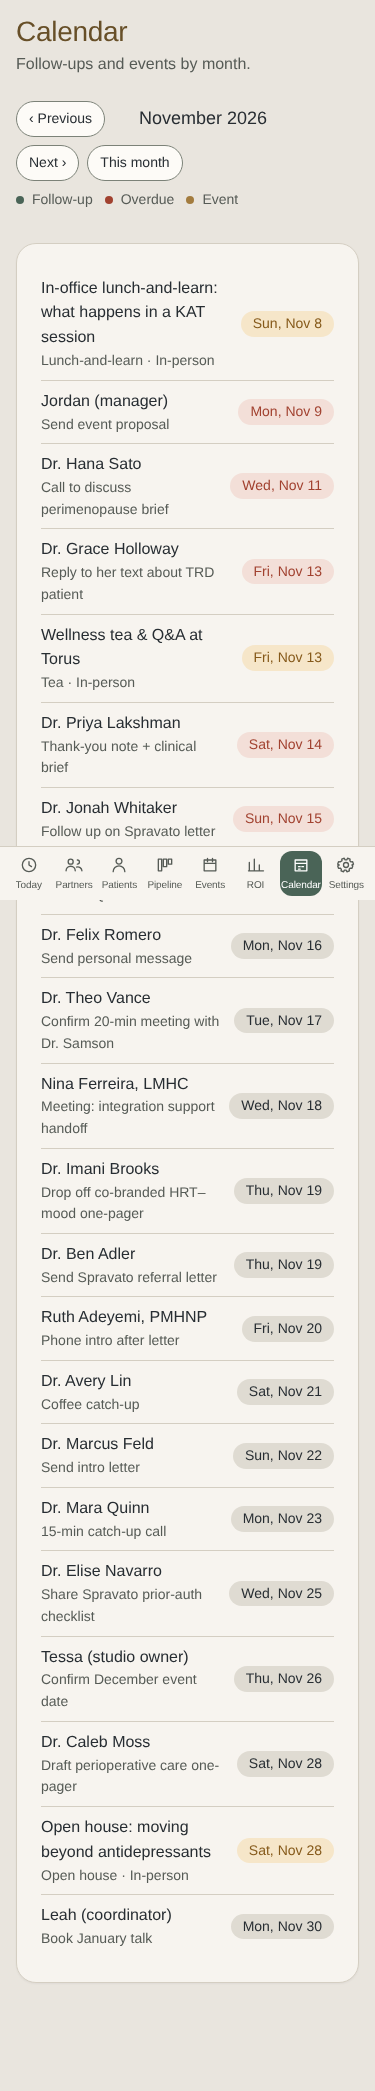 Calendar
Follow-ups and events by month.
‹ Previous
November 2026
Next ›
This month
Follow-up
Overdue
Event
In-office lunch-and-learn:
what happens in a KAT
session
Lunch-and-learn · In-person
Sun, Nov 8
Jordan (manager)
Send event proposal
Mon, Nov 9
Dr. Hana Sato
Call to discuss
perimenopause brief
Wed, Nov 11
Dr. Grace Holloway
Reply to her text about TRD
patient
Fri, Nov 13
Wellness tea & Q&A at
Torus
Tea · In-person
Fri, Nov 13
Dr. Priya Lakshman
Thank-you note + clinical
brief
Sat, Nov 14
Dr. Jonah Whitaker
Follow up on Spravato letter
Sun, Nov 15
Today
Partners
Patients
Pipeline
Events
ROI
Calendar
Settings
Dr. Felix Romero
Send personal message
Mon, Nov 16
Dr. Theo Vance
Confirm 20-min meeting with
Dr. Samson
Tue, Nov 17
Nina Ferreira, LMHC
Meeting: integration support
handoff
Wed, Nov 18
Dr. Imani Brooks
Drop off co-branded HRT–
mood one-pager
Thu, Nov 19
Dr. Ben Adler
Send Spravato referral letter
Thu, Nov 19
Ruth Adeyemi, PMHNP
Phone intro after letter
Fri, Nov 20
Dr. Avery Lin
Coffee catch-up
Sat, Nov 21
Dr. Marcus Feld
Send intro letter
Sun, Nov 22
Dr. Mara Quinn
15-min catch-up call
Mon, Nov 23
Dr. Elise Navarro
Share Spravato prior-auth
checklist
Wed, Nov 25
Tessa (studio owner)
Confirm December event
date
Thu, Nov 26
Dr. Caleb Moss
Draft perioperative care one-
pager
Sat, Nov 28
Open house: moving
beyond antidepressants
Open house · In-person
Sat, Nov 28
Leah (coordinator)
Book January talk
Mon, Nov 30